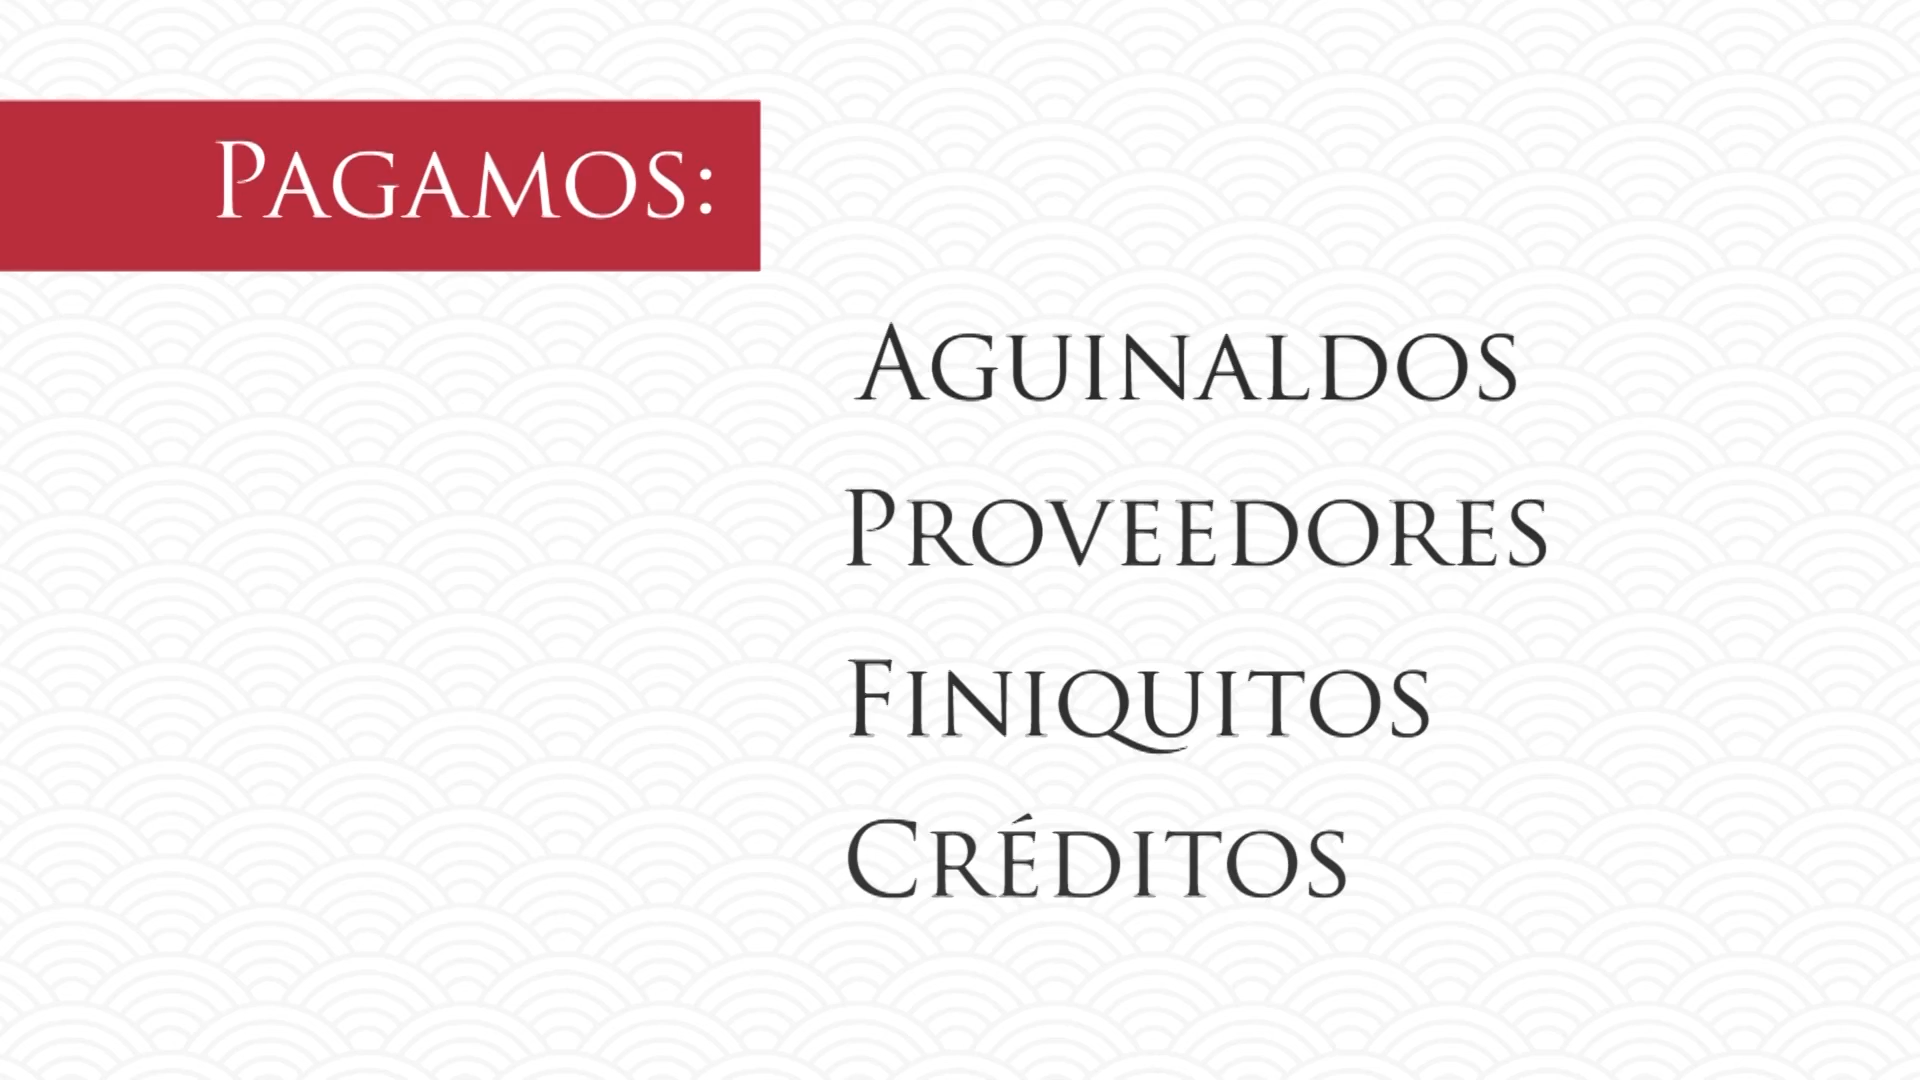 Pagamos:
Aguinaldos
Proveedores
Finiquitos
Créditos